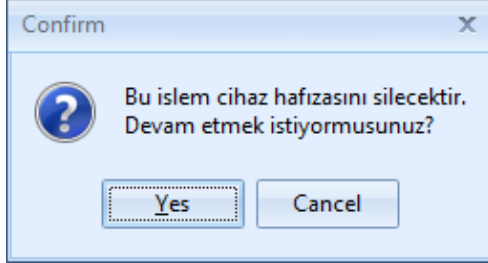 Confirm
Bu islem cihaz hafızasını silecektir.
Devam etmek istiyormusunuz?
Yes
Cancel